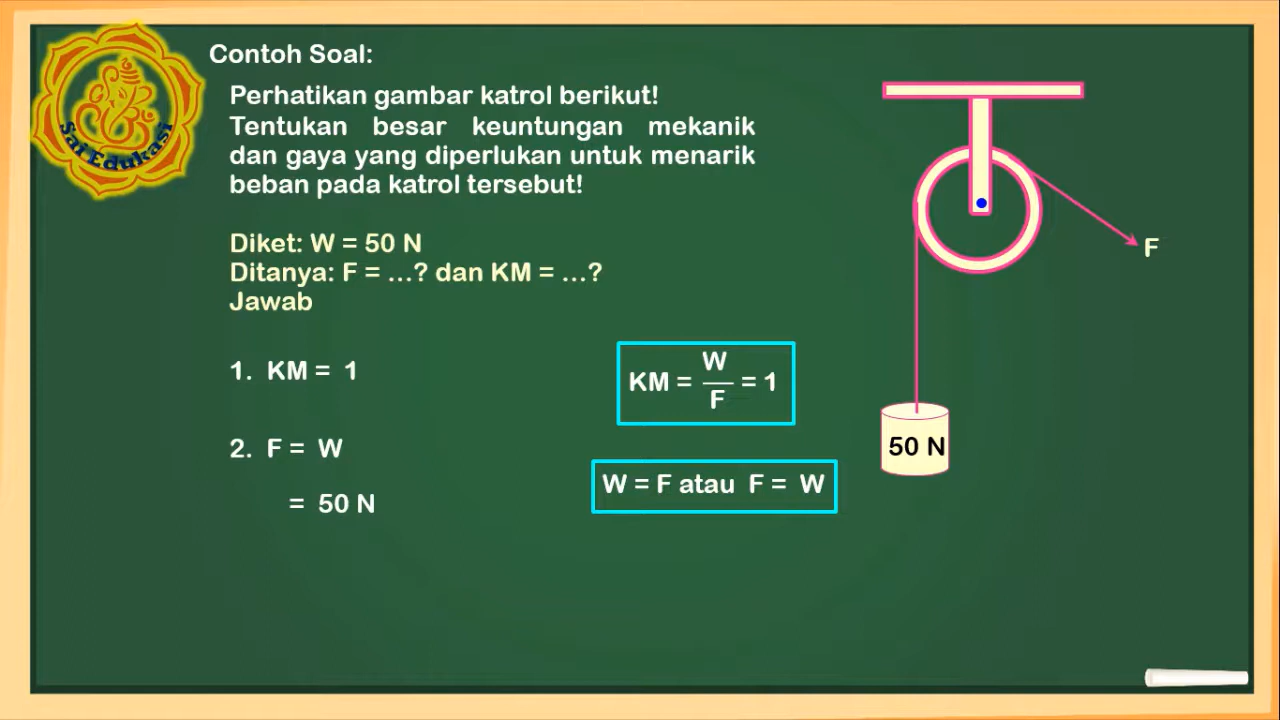 Sai Edukasi
Contoh Soal:
Perhatikan gambar katrol berikut!
Tentukan besar keuntungan mekanik
dan gaya yang diperlukan untuk menarik
beban pada katrol tersebut!
Diket: W = 50 N
Ditanya: F = ...? dan KM = ...?
Jawab
1. KM = 1
KM = W/F = 1
2. F = W
= 50 N
W = F atau F = W
F
50 N